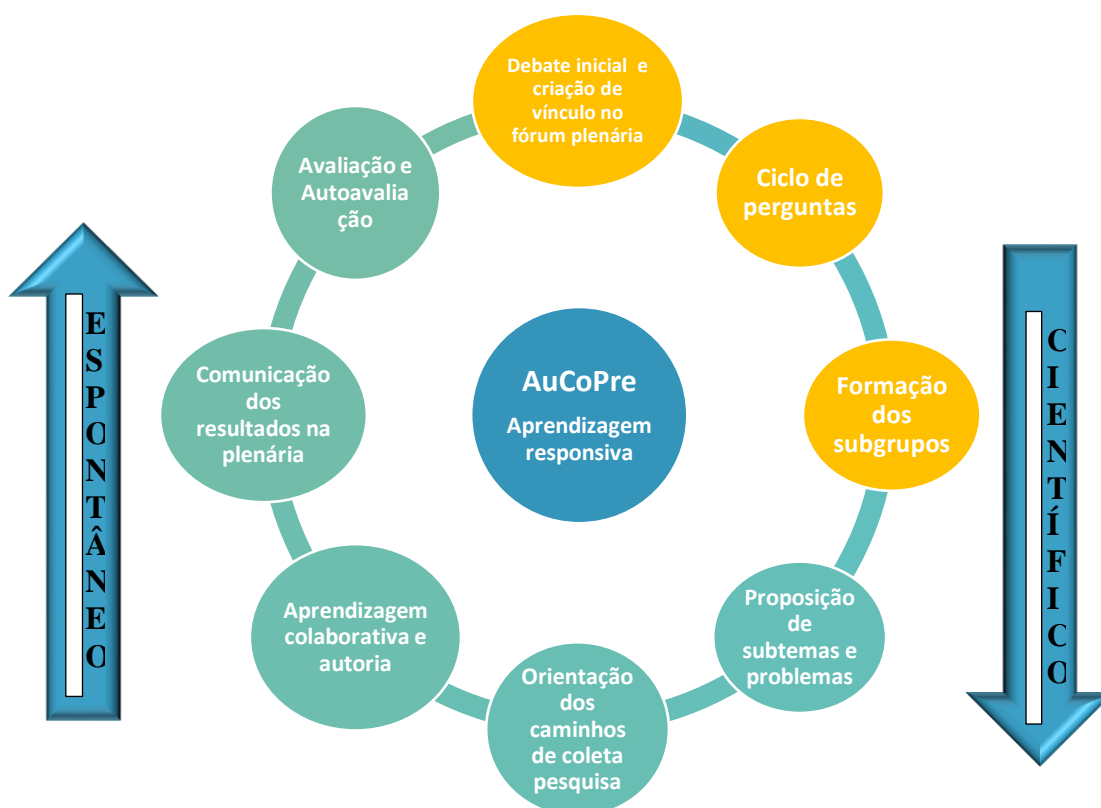 Debate inicial e
criação de
vínculo no
fórum plenária
Ciclo de
perguntas
Formação
dos
subgrupos
Proposição
de
subtemas e
problemas
Orientação
dos
caminhos
de coleta
pesquisa
Aprendizagem
colaborativa e
autoria
Comunicação
dos
resultados na
plenária
Avaliação e
Autoavalia
ção
AuCoPre
Aprendizagem
responsiva
ESPONTÂNEO
CIENTÍFICO